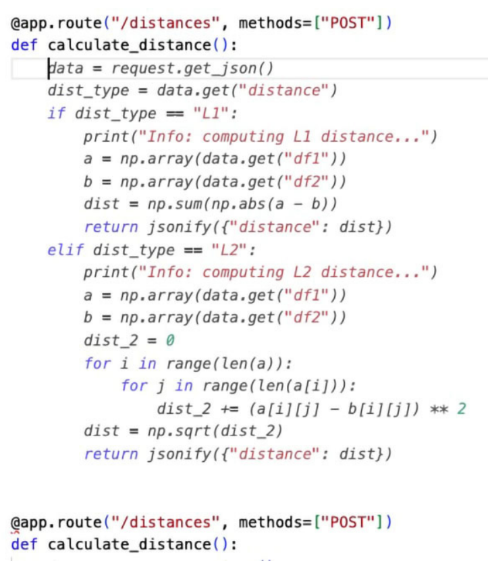 @app.route("/distances", methods=["POST"])
def calculate_distance():
    data = request.get_json()
    dist_type = data.get("distance")
    if dist_type == "L1":
        print("Info: computing L1 distance...")
        a = np.array(data.get("df1"))
        b = np.array(data.get("df2"))
        dist = np.sum(np.abs(a - b))
        return jsonify({"distance": dist})
    elif dist_type == "L2":
        print("Info: computing L2 distance...")
        a = np.array(data.get("df1"))
        b = np.array(data.get("df2"))
        dist_2 = 0
        for i in range(len(a)):
            for j in range(len(a[i])):
                dist_2 += (a[i][j] - b[i][j]) ** 2
        dist = np.sqrt(dist_2)
        return jsonify({"distance": dist})
@app.route("/distances", methods=["POST"])
def calculate_distance():